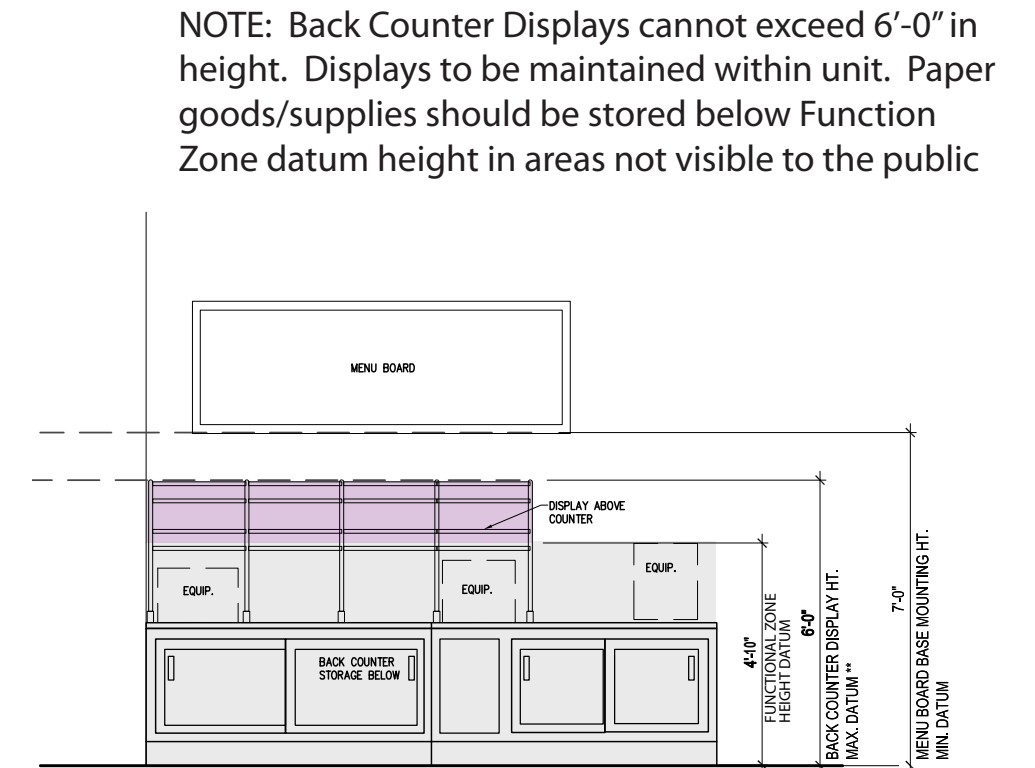 NOTE:  Back Counter Displays cannot exceed 6’-0” in
height.  Displays to be maintained within unit.  Paper
goods/supplies should be stored below Function
Zone datum height in areas not visible to the public
MENU BOARD
DISPLAY ABOVE
COUNTER
EQUIP.
EQUIP.
EQUIP.
BACK COUNTER
STORAGE BELOW
4'-10"
FUNCTIONAL ZONE
HEIGHT DATUM
6'-0"
BACK COUNTER DISPLAY HT.
MAX. DATUM **
7'-0"
MENU BOARD BASE MOUNTING HT.
MIN. DATUM